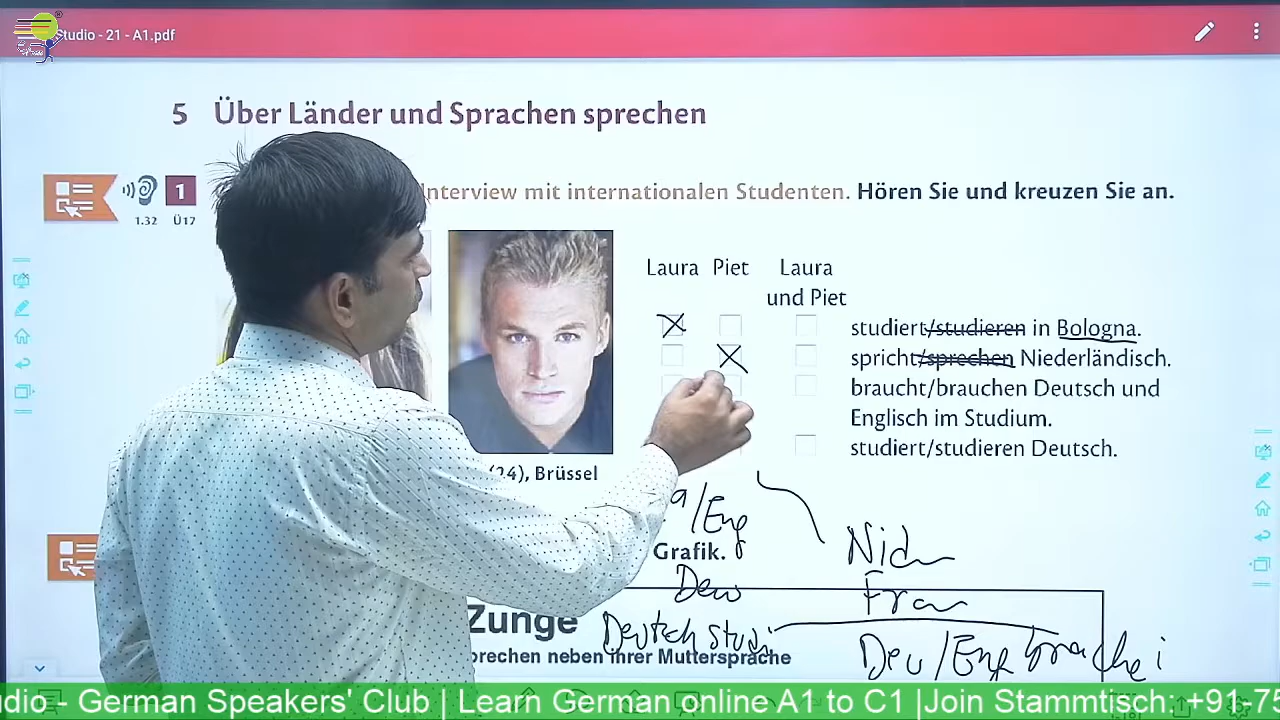 Studio - 21 - A1.pdf
5 Über Länder und Sprachen sprechen
1
Interview mit internationalen Studenten. Hören Sie und kreuzen Sie an.
1.32 Ü17
Laura Piet Laura
und Piet
studiert/studieren in Bologna.
spricht/sprechen Niederländisch.
braucht/brauchen Deutsch und
Englisch im Studium.
studiert/studieren Deutsch.
(24), Brüssel
/Eng
Grafik.
Fran
Zunge
Deutsch studi
Deu/Eng
sprechen neben ihrer Muttersprache
udio - German Speakers' Club | Learn German online A1 to C1 |Join Stammtisch: +91-75